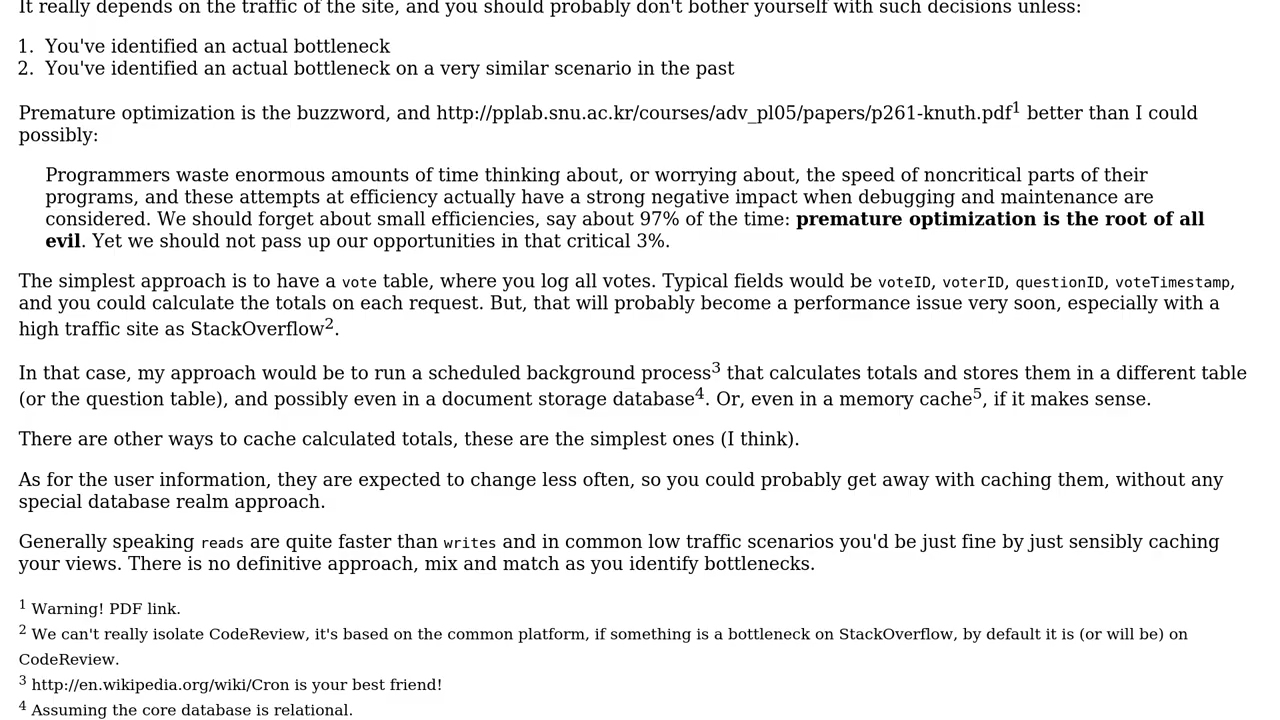 It really depends on the traffic of the site, and you should probably don't bother yourself with such decisions unless:
1. You've identified an actual bottleneck
2. You've identified an actual bottleneck on a very similar scenario in the past
Premature optimization is the buzzword, and http://pplab.snu.ac.kr/courses/adv_pl05/papers/p261-knuth.pdf1 better than I could
possibly:
Programmers waste enormous amounts of time thinking about, or worrying about, the speed of noncritical parts of their
programs, and these attempts at efficiency actually have a strong negative impact when debugging and maintenance are
considered. We should forget about small efficiencies, say about 97% of the time: premature optimization is the root of all
evil. Yet we should not pass up our opportunities in that critical 3%.
The simplest approach is to have a vote table, where you log all votes. Typical fields would be voteID, voterID, questionID, voteTimestamp,
and you could calculate the totals on each request. But, that will probably become a performance issue very soon, especially with a
high traffic site as StackOverflow2.
In that case, my approach would be to run a scheduled background process3 that calculates totals and stores them in a different table
(or the question table), and possibly even in a document storage database4. Or, even in a memory cache5, if it makes sense.
There are other ways to cache calculated totals, these are the simplest ones (I think).
As for the user information, they are expected to change less often, so you could probably get away with caching them, without any
special database realm approach.
Generally speaking reads are quite faster than writes and in common low traffic scenarios you'd be just fine by just sensibly caching
your views. There is no definitive approach, mix and match as you identify bottlenecks.
1 Warning! PDF link.
2 We can't really isolate CodeReview, it's based on the common platform, if something is a bottleneck on StackOverflow, by default it is (or will be) on
CodeReview.
3 http://en.wikipedia.org/wiki/Cron is your best friend!
4 Assuming the core database is relational.